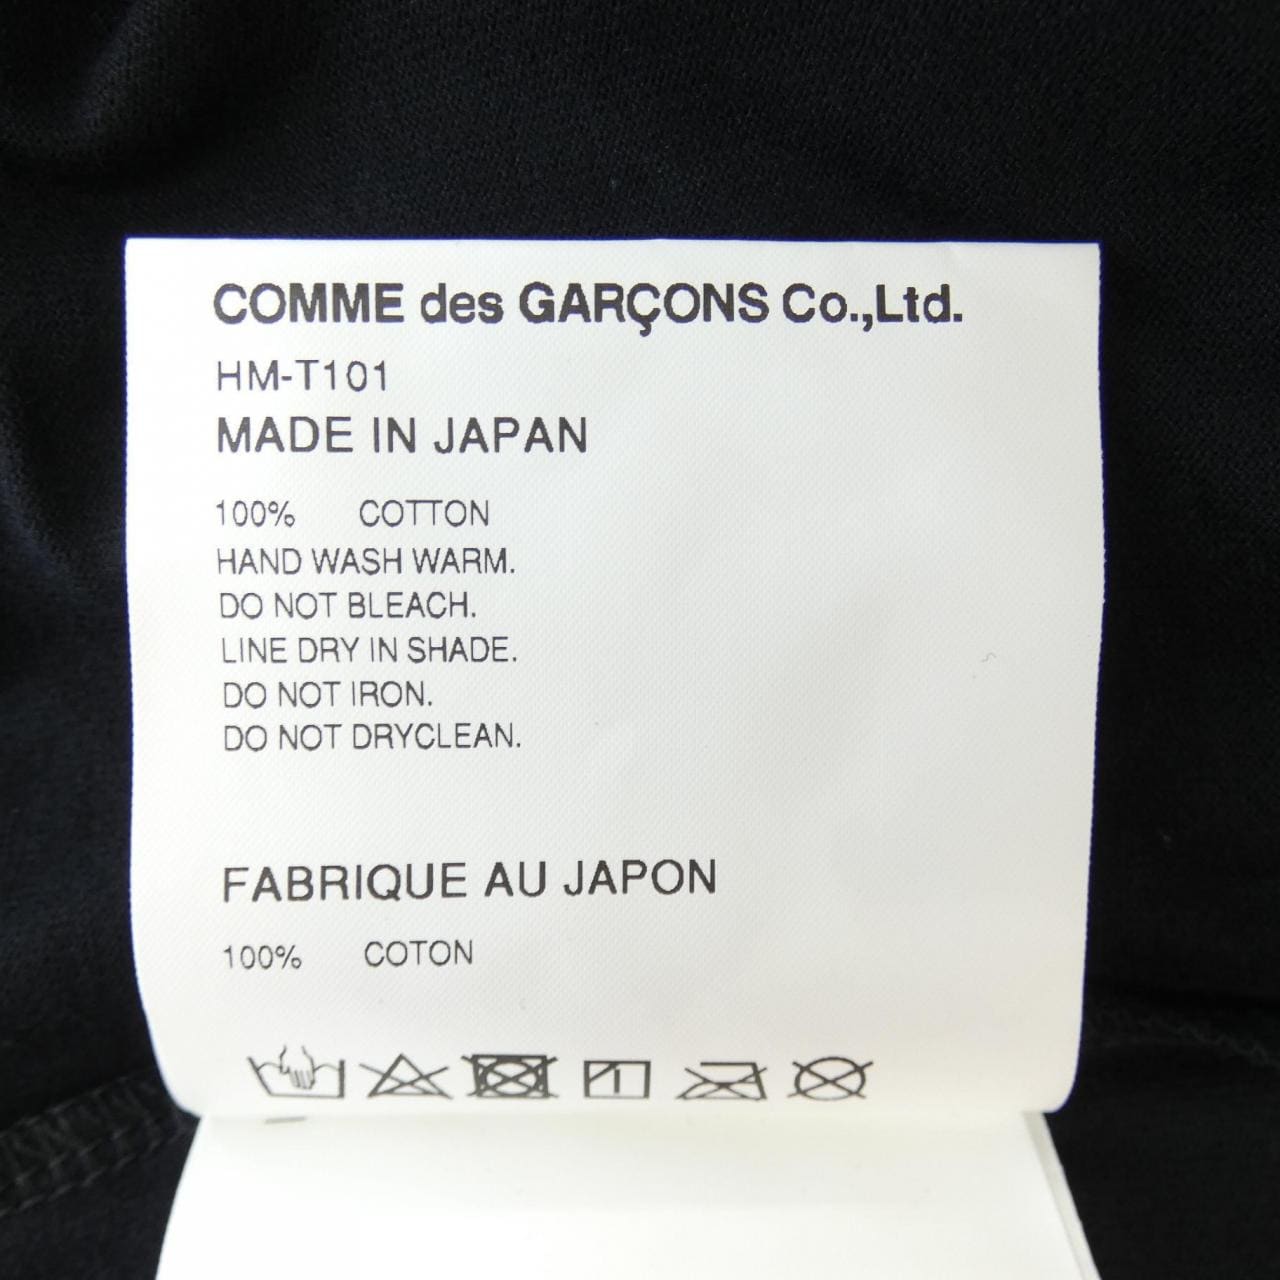 COMME des GARÇONS Co.,Ltd.
HM-T101
MADE IN JAPAN
100% COTTON
HAND WASH WARM.
DO NOT BLEACH.
LINE DRY IN SHADE.
DO NOT IRON.
DO NOT DRYCLEAN.
FABRIQUE AU JAPON
100% COTON